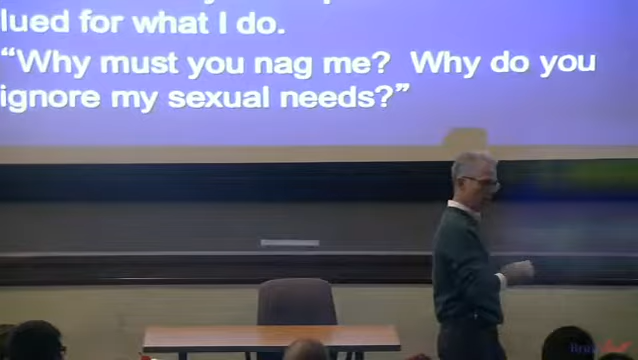 lued for what I do.
“Why must you nag me?  Why do you
ignore my sexual needs?”